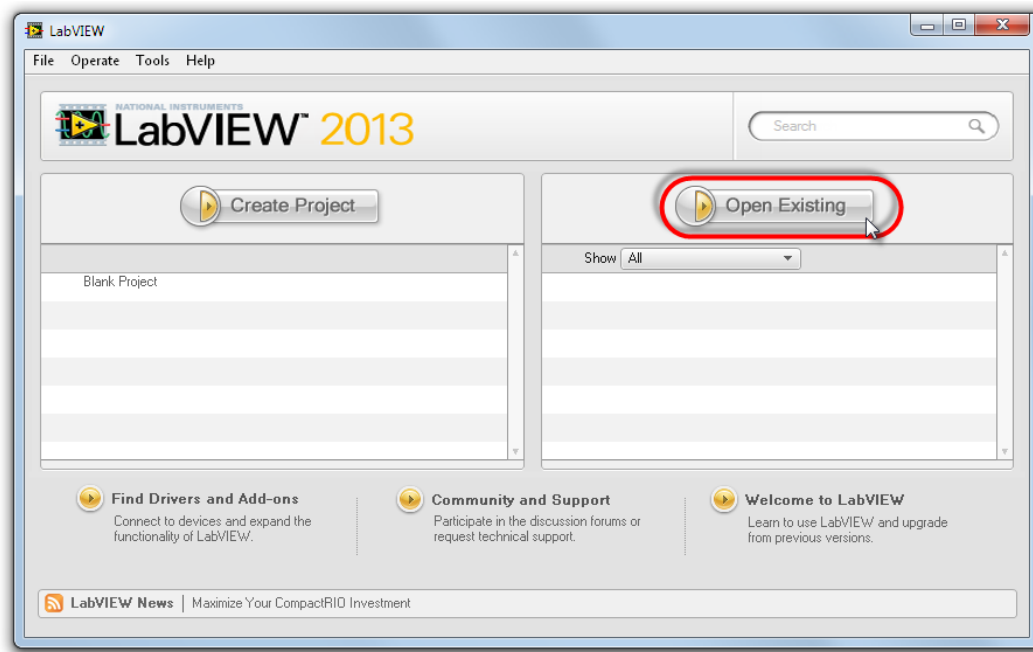 LabVIEW
File Operate Tools Help
NATIONAL INSTRUMENTS
LabVIEW™ 2013
Search
Create Project
Open Existing
Show All
Blank Project
Find Drivers and Add-ons
Connect to devices and expand the
functionality of LabVIEW.
Community and Support
Participate in the discussion forums or
request technical support.
Welcome to LabVIEW
Learn to use LabVIEW and upgrade
from previous versions.
LabVIEW News | Maximize Your CompactRIO Investment